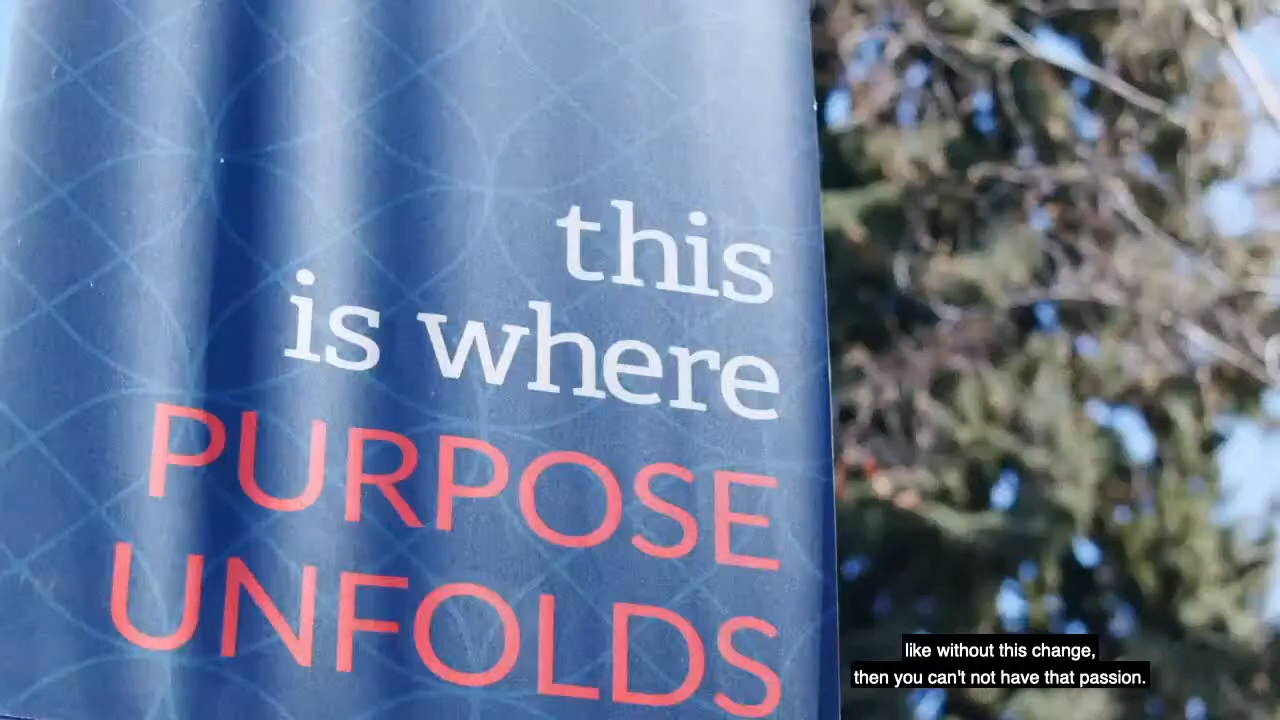 this
is where
PURPOSE
UNFOLDS
like without this change,
then you can't not have that passion.